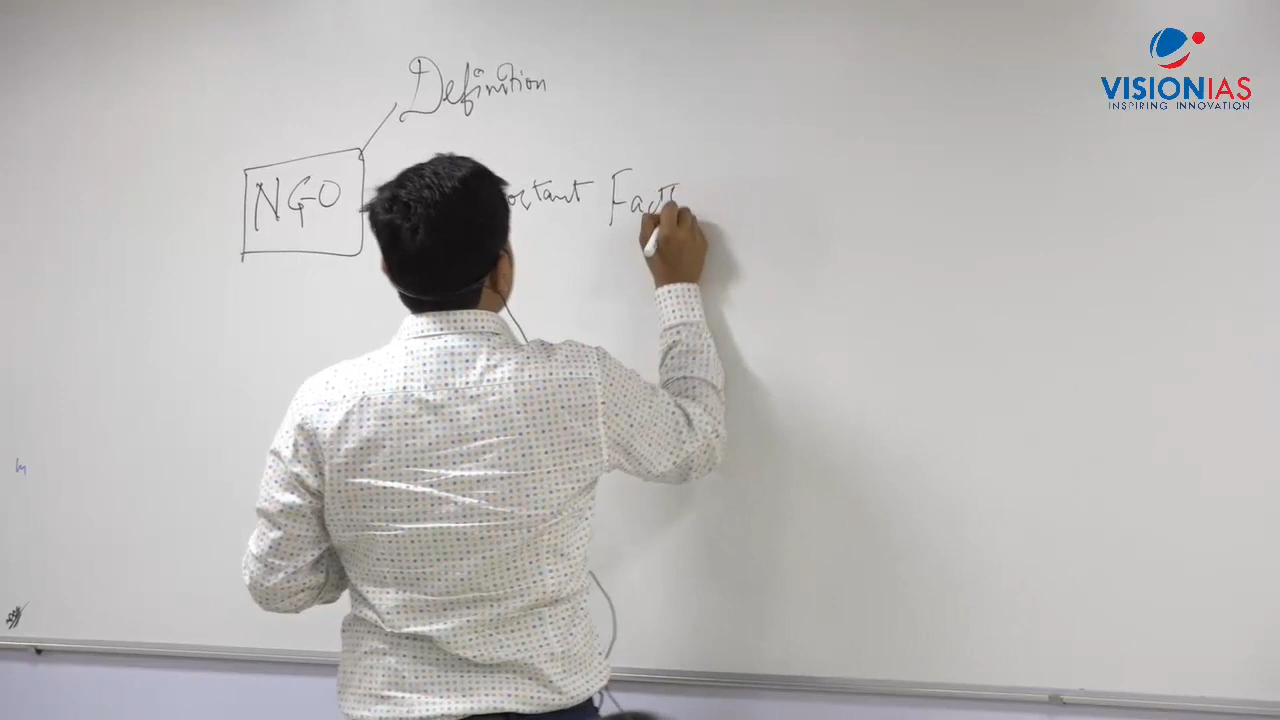 VISIONIAS
INSPIRING INNOVATION
Definition
NGO
Fact